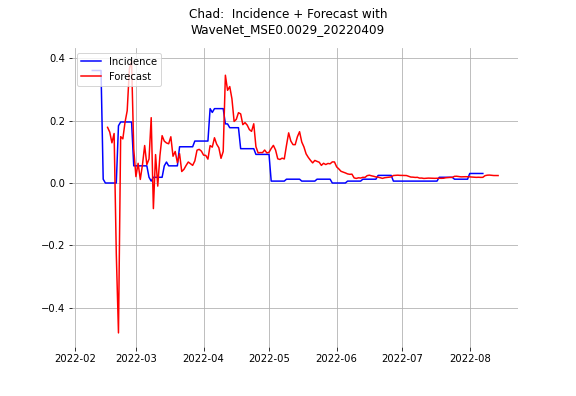 Chad:  Incidence + Forecast with
WaveNet_MSE0.0029_20220409
Incidence
Forecast
0.4
0.2
0.0
−0.2
−0.4
2022-02 2022-03 2022-04 2022-05 2022-06 2022-07 2022-08